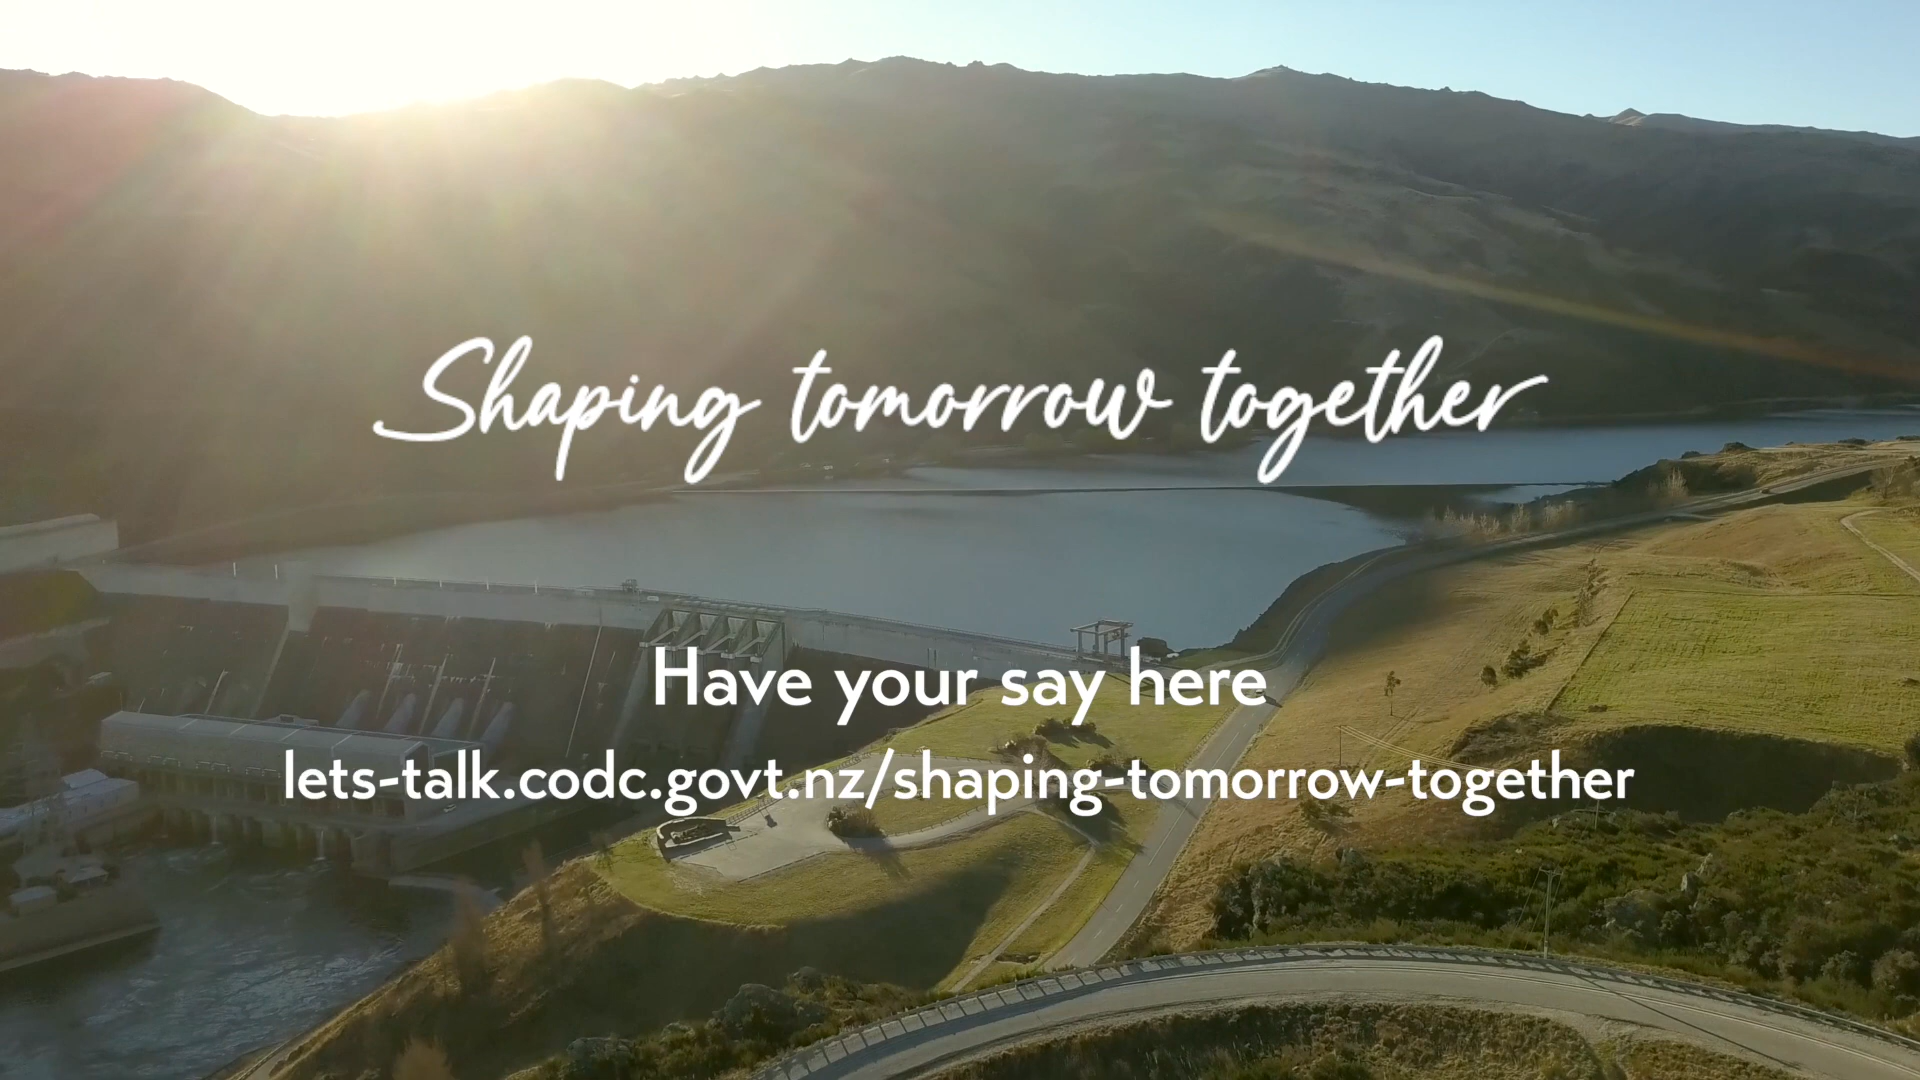 Shaping tomorrow together
Have your say here
lets-talk.codc.govt.nz/shaping-tomorrow-together